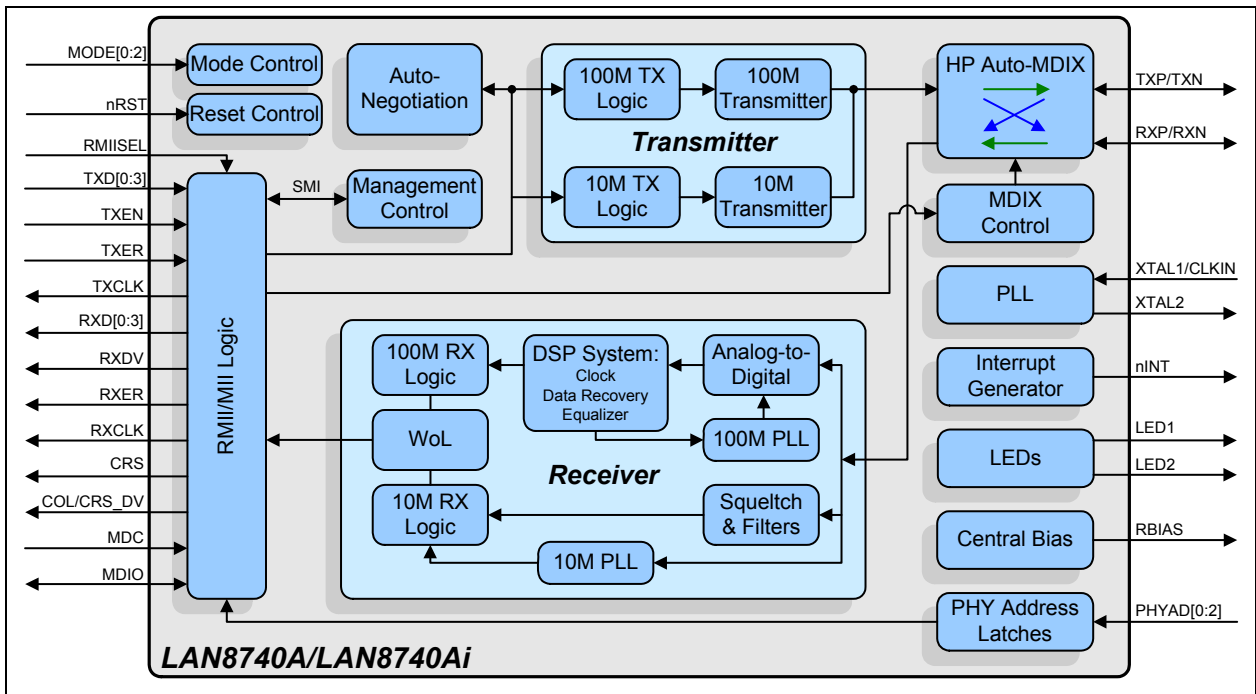 MODE[0:2]
nRST
RMIISEL
TXD[0:3]
TXEN
TXER
TXCLK
RXD[0:3]
RXDV
RXER
RXCLK
CRS
COL/CRS_DV
MDC
MDIO
Mode Control
Reset Control
RMII/MII Logic
SMI
Auto-
Negotiation
Management
Control
100M TX
Logic
100M
Transmitter
Transmitter
10M TX
Logic
10M
Transmitter
100M RX
Logic
DSP System:
Clock
Data Recovery
Equalizer
Analog-to-
Digital
100M PLL
WoL
Receiver
10M RX
Logic
Squeltch
& Filters
10M PLL
HP Auto-MDIX
MDIX
Control
PLL
Interrupt
Generator
LEDs
Central Bias
PHY Address
Latches
TXP/TXN
RXP/RXN
XTAL1/CLKIN
XTAL2
nINT
LED1
LED2
RBIAS
PHYAD[0:2]
LAN8740A/LAN8740Ai